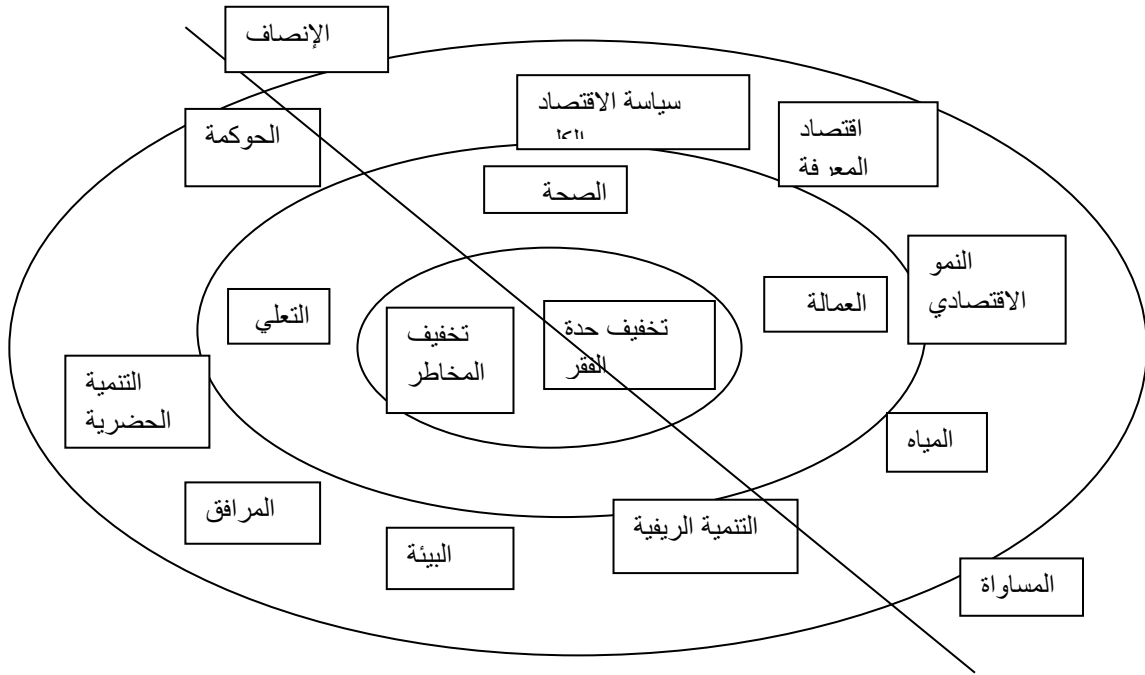 الإنصاف
سياسة الاقتصاد
اقتصاد
المعرفة
الحوكمة
الصحة
النمو
الاقتصادي
العمالة
التعلي
تخفيف حدة
الفقر
تخفيف
المخاطر
التنمية
الحضرية
المياه
المرافق
التنمية الريفية
البيئة
المساواة